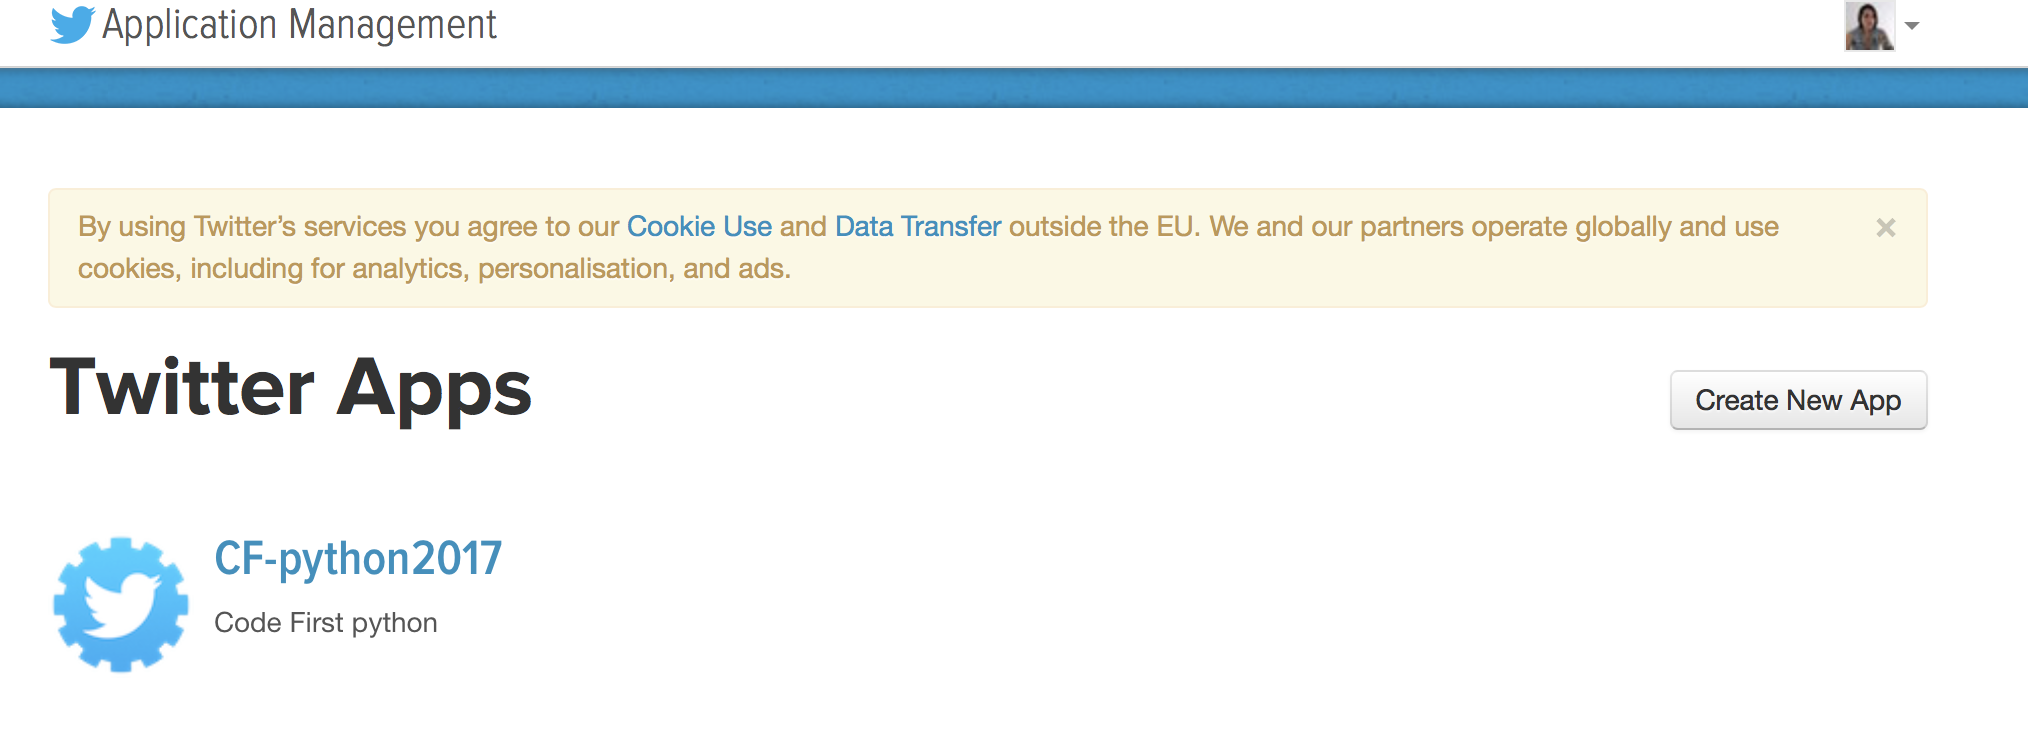 Application Management
By using Twitter’s services you agree to our Cookie Use and Data Transfer outside the EU. We and our partners operate globally and use
cookies, including for analytics, personalisation, and ads.
×
Twitter Apps
Create New App
CF-python2017
Code First python